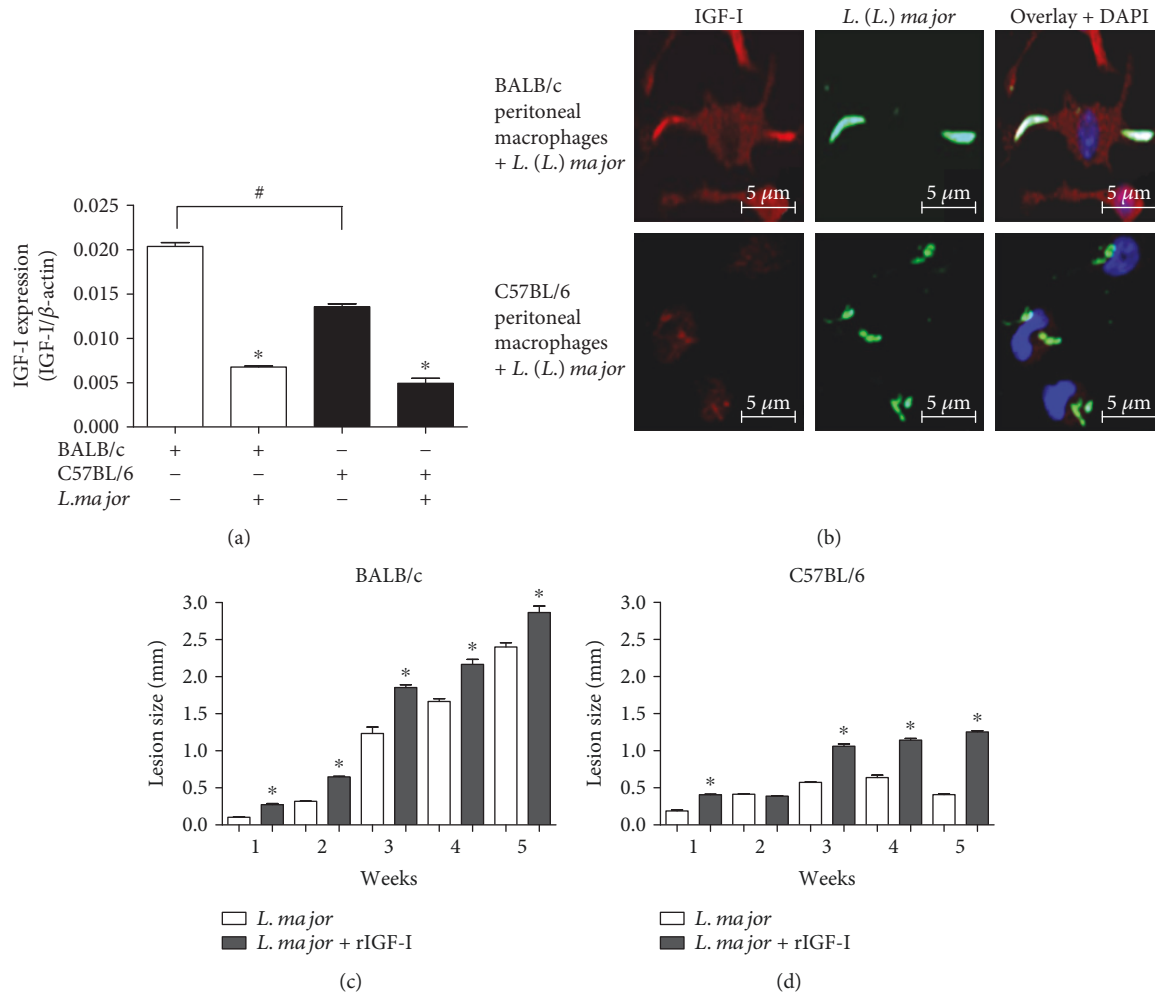 IGF-I
L. (L.) major
Overlay + DAPI
BALB/c
peritoneal
macrophages
+ L. (L.) major
5 μm
5 μm
5 μm
C57BL/6
peritoneal
macrophages
+ L. (L.) major
5 μm
5 μm
5 μm
(b)
IGF-I expression
(IGF-I/β-actin)
0.025
0.020
0.015
0.010
0.005
0.000
#
*
*
BALB/c + + − −
C57BL/6 − − + +
L.major − + − +
(a)
BALB/c
Lesion size (mm)
3.0
2.5
2.0
1.5
1.0
0.5
0.0
*
*
*
*
*
1 2 3 4 5
Weeks
L. major
L. major + rIGF-I
(c)
C57BL/6
Lesion size (mm)
3.0
2.5
2.0
1.5
1.0
0.5
0.0
*
*
*
*
1 2 3 4 5
Weeks
L. major
L. major + rIGF-I
(d)